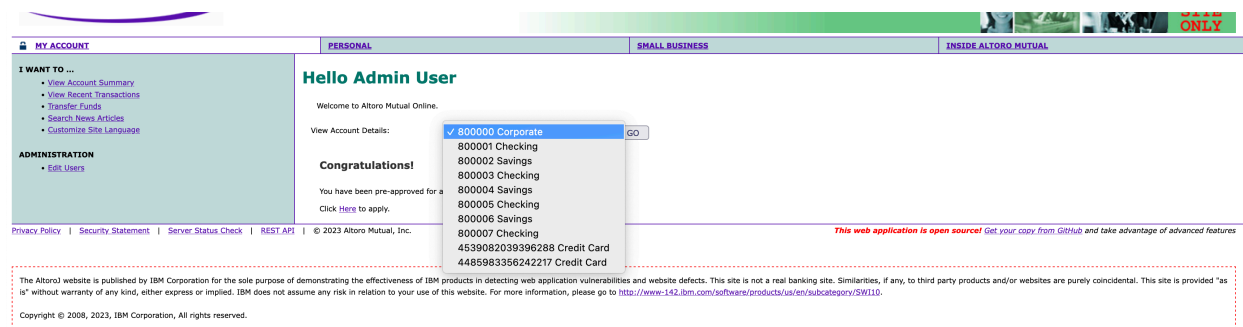 SITE
ONLY
MY ACCOUNT
PERSONAL
SMALL BUSINESS
INSIDE ALTORO MUTUAL
I WANT TO ...
• View Account Summary
• View Recent Transactions
• Transfer Funds
• Search News Articles
• Customize Site Language
ADMINISTRATION
• Edit Users
Hello Admin User
Welcome to Altoro Mutual Online.
View Account Details:
✓ 800000 Corporate
800001 Checking
800002 Savings
800003 Checking
800004 Savings
800005 Checking
800006 Savings
800007 Checking
4539082039396288 Credit Card
4485983356242217 Credit Card
GO
Congratulations!
You have been pre-approved for a
Click Here to apply.
Privacy Policy | Security Statement | Server Status Check | REST API | © 2023 Altoro Mutual, Inc.
This web application is open source! Get your copy from GitHub and take advantage of advanced features
The AltoroJ website is published by IBM Corporation for the sole purpose of demonstrating the effectiveness of IBM products in detecting web application vulnerabilities and website defects. This site is not a real banking site. Similarities, if any, to third party products and/or websites are purely coincidental. This site is provided "as
is" without warranty of any kind, either express or implied. IBM does not assume any risk in relation to your use of this website. For more information, please go to http://www-142.ibm.com/software/products/us/en/subcategory/SWI10.
Copyright © 2008, 2023, IBM Corporation, All rights reserved.